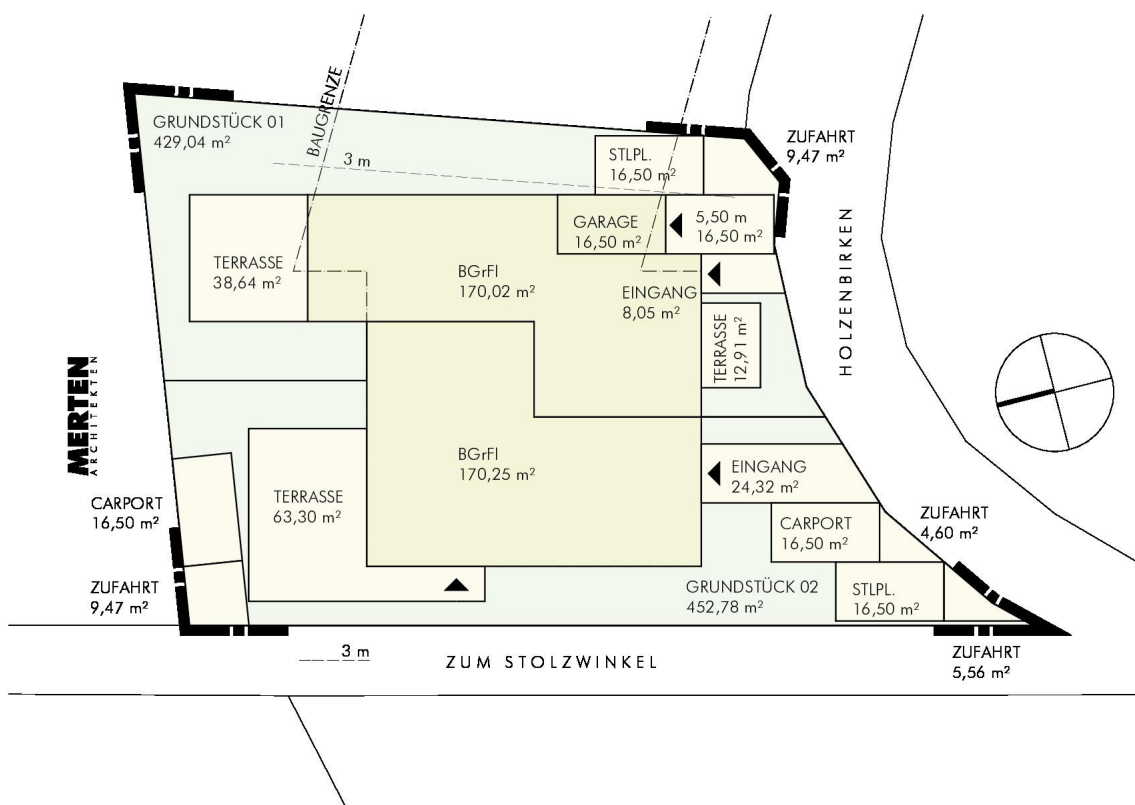 BAUGRENZE
GRUNDSTÜCK 01
429,04 m²
3 m
STLPL.
16,50 m²
ZUFAHRT
9,47 m²
GARAGE
16,50 m²
5,50 m
16,50 m²
TERRASSE
38,64 m²
BGrFl
170,02 m²
EINGANG
8,05 m²
TERRASSE
12,91 m²
HOLZENBIRKEN
MERTEN
ARCHITEKTEN
BGrFl
170,25 m²
EINGANG
24,32 m²
TERRASSE
63,30 m²
CARPORT
16,50 m²
CARPORT
16,50 m²
ZUFAHRT
4,60 m²
ZUFAHRT
9,47 m²
GRUNDSTÜCK 02
452,78 m²
STLPL.
16,50 m²
3 m
ZUM STOLZWINKEL
ZUFAHRT
5,56 m²